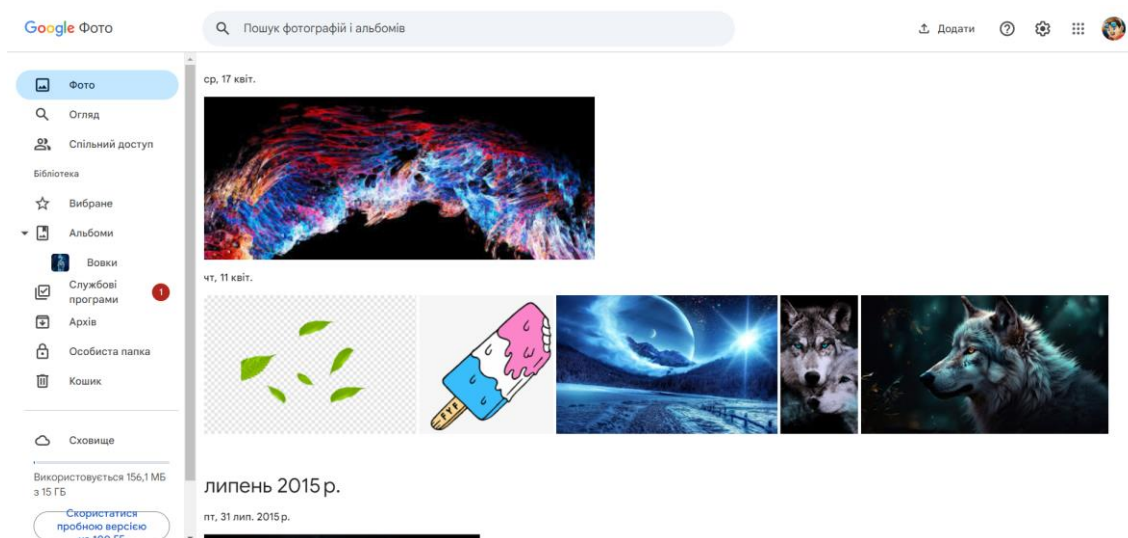 Google Фото
Пошук фотографій і альбомів
Додати
Фото
Огляд
Спільний доступ
Бібліотека
Вибране
Альбоми
Вовки
Службові
програми
1
Архів
Особиста папка
Кошик
Сховище
Використовується 156,1 МБ
з 15 ГБ
Скористатися
пробною версією
ср, 17 квіт.
чт, 11 квіт.
FYF
липень 2015 р.
пт, 31 лип. 2015 р.